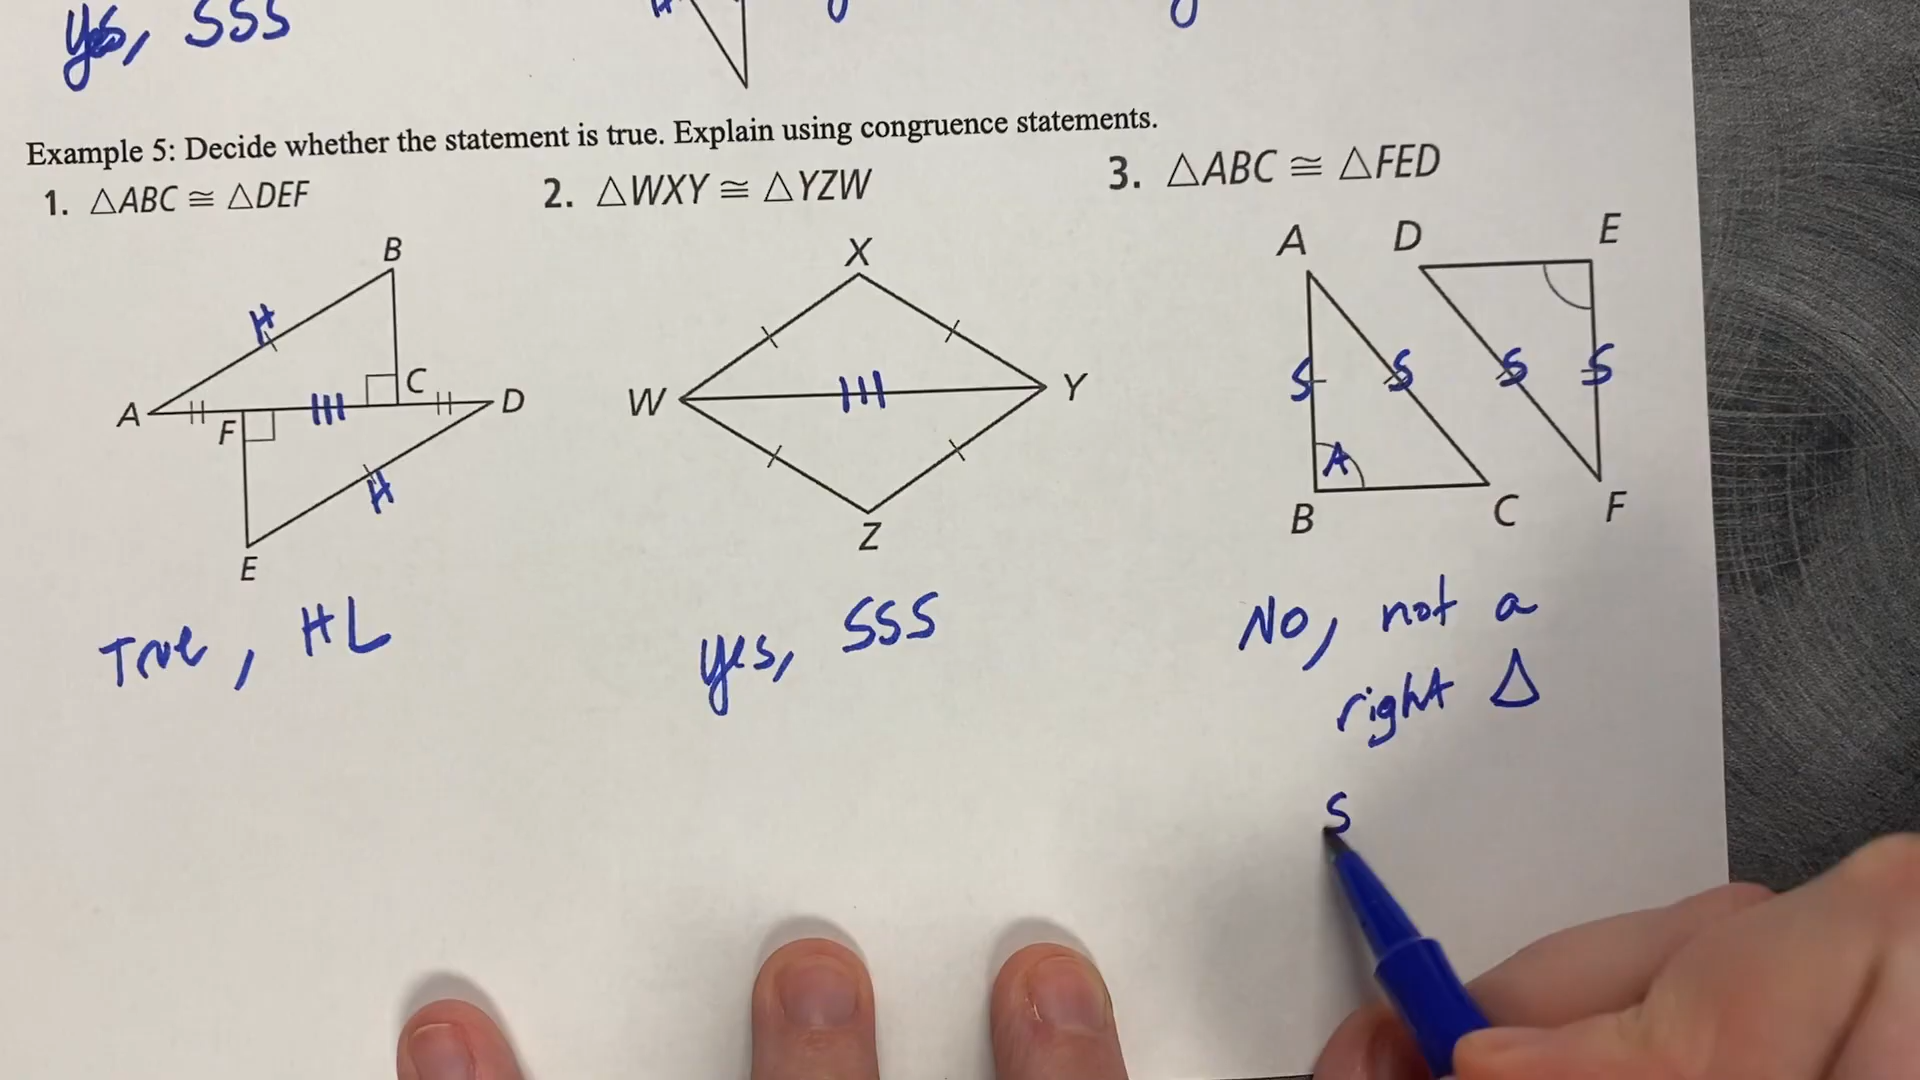 yes, SSS
Example 5: Decide whether the statement is true. Explain using congruence statements.
1. △ABC ≅ △DEF
2. △WXY ≅ △YZW
3. △ABC ≅ △FED
B
H
A
C
D
F
H
E
X
W
Y
Z
A
D
E
S
S
S
S
A
B
C
F
True, HL
yes, SSS
No, not a
right △
S